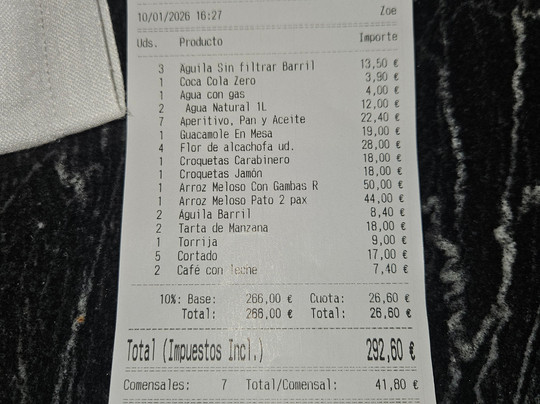 10/01/2026 16:27 Zoe
Uds. Producto Importe
3 Águila Sin filtrar Barril 13,50 €
1 Coca Cola Zero 3,90 €
1 Agua con gas 4,00 €
2 Agua Natural 1L 12,00 €
7 Aperitivo, Pan y Aceite 22,40 €
1 Guacamole En Mesa 19,00 €
4 Flor de alcachofa ud. 28,00 €
1 Croquetas Carabinero 18,00 €
1 Croquetas Jamón 18,00 €
1 Arroz Meloso Con Gambas R 50,00 €
1 Arroz Meloso Pato 2 pax 44,00 €
2 Águila Barril 8,40 €
2 Tarta de Manzana 18,00 €
1 Torrija 9,00 €
5 Cortado 17,00 €
2 Café con leche 7,40 €
10%: Base: 266,00 € Cuota: 26,60 €
Total: 266,00 € Total: 26,60 €
Total (Impuestos Incl.) 292,60 €
Comensales: 7 Total/Comensal: 41,80 €